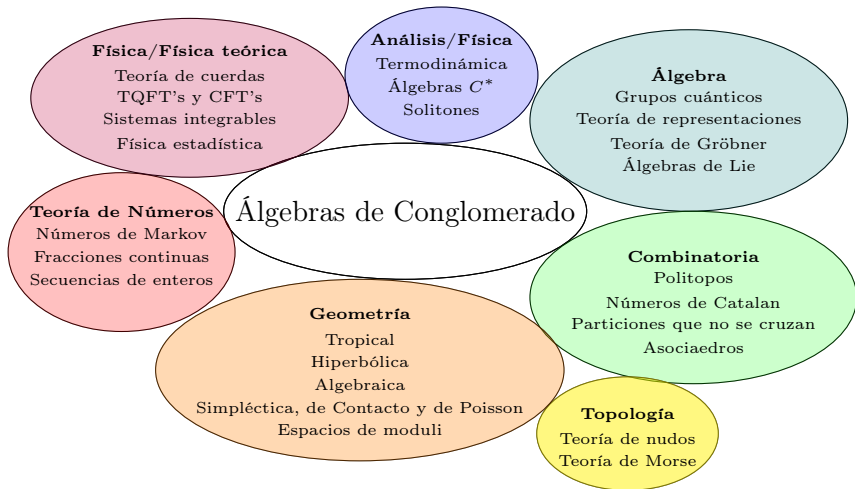 Física/Física teórica
Teoría de cuerdas
TQFT's y CFT's
Sistemas integrables
Física estadística
Análisis/Física
Termodinámica
Álgebras C*
Solitones
Álgebra
Grupos cuánticos
Teoría de representaciones
Teoría de Gröbner
Álgebras de Lie
Álgebras de Conglomerado
Teoría de Números
Números de Markov
Fracciones continuas
Secuencias de enteros
Combinatoria
Politopos
Números de Catalan
Particiones que no se cruzan
Asociaedros
Geometría
Tropical
Hiperbólica
Algebraica
Simpléctica, de Contacto y de Poisson
Espacios de moduli
Topología
Teoría de nudos
Teoría de Morse